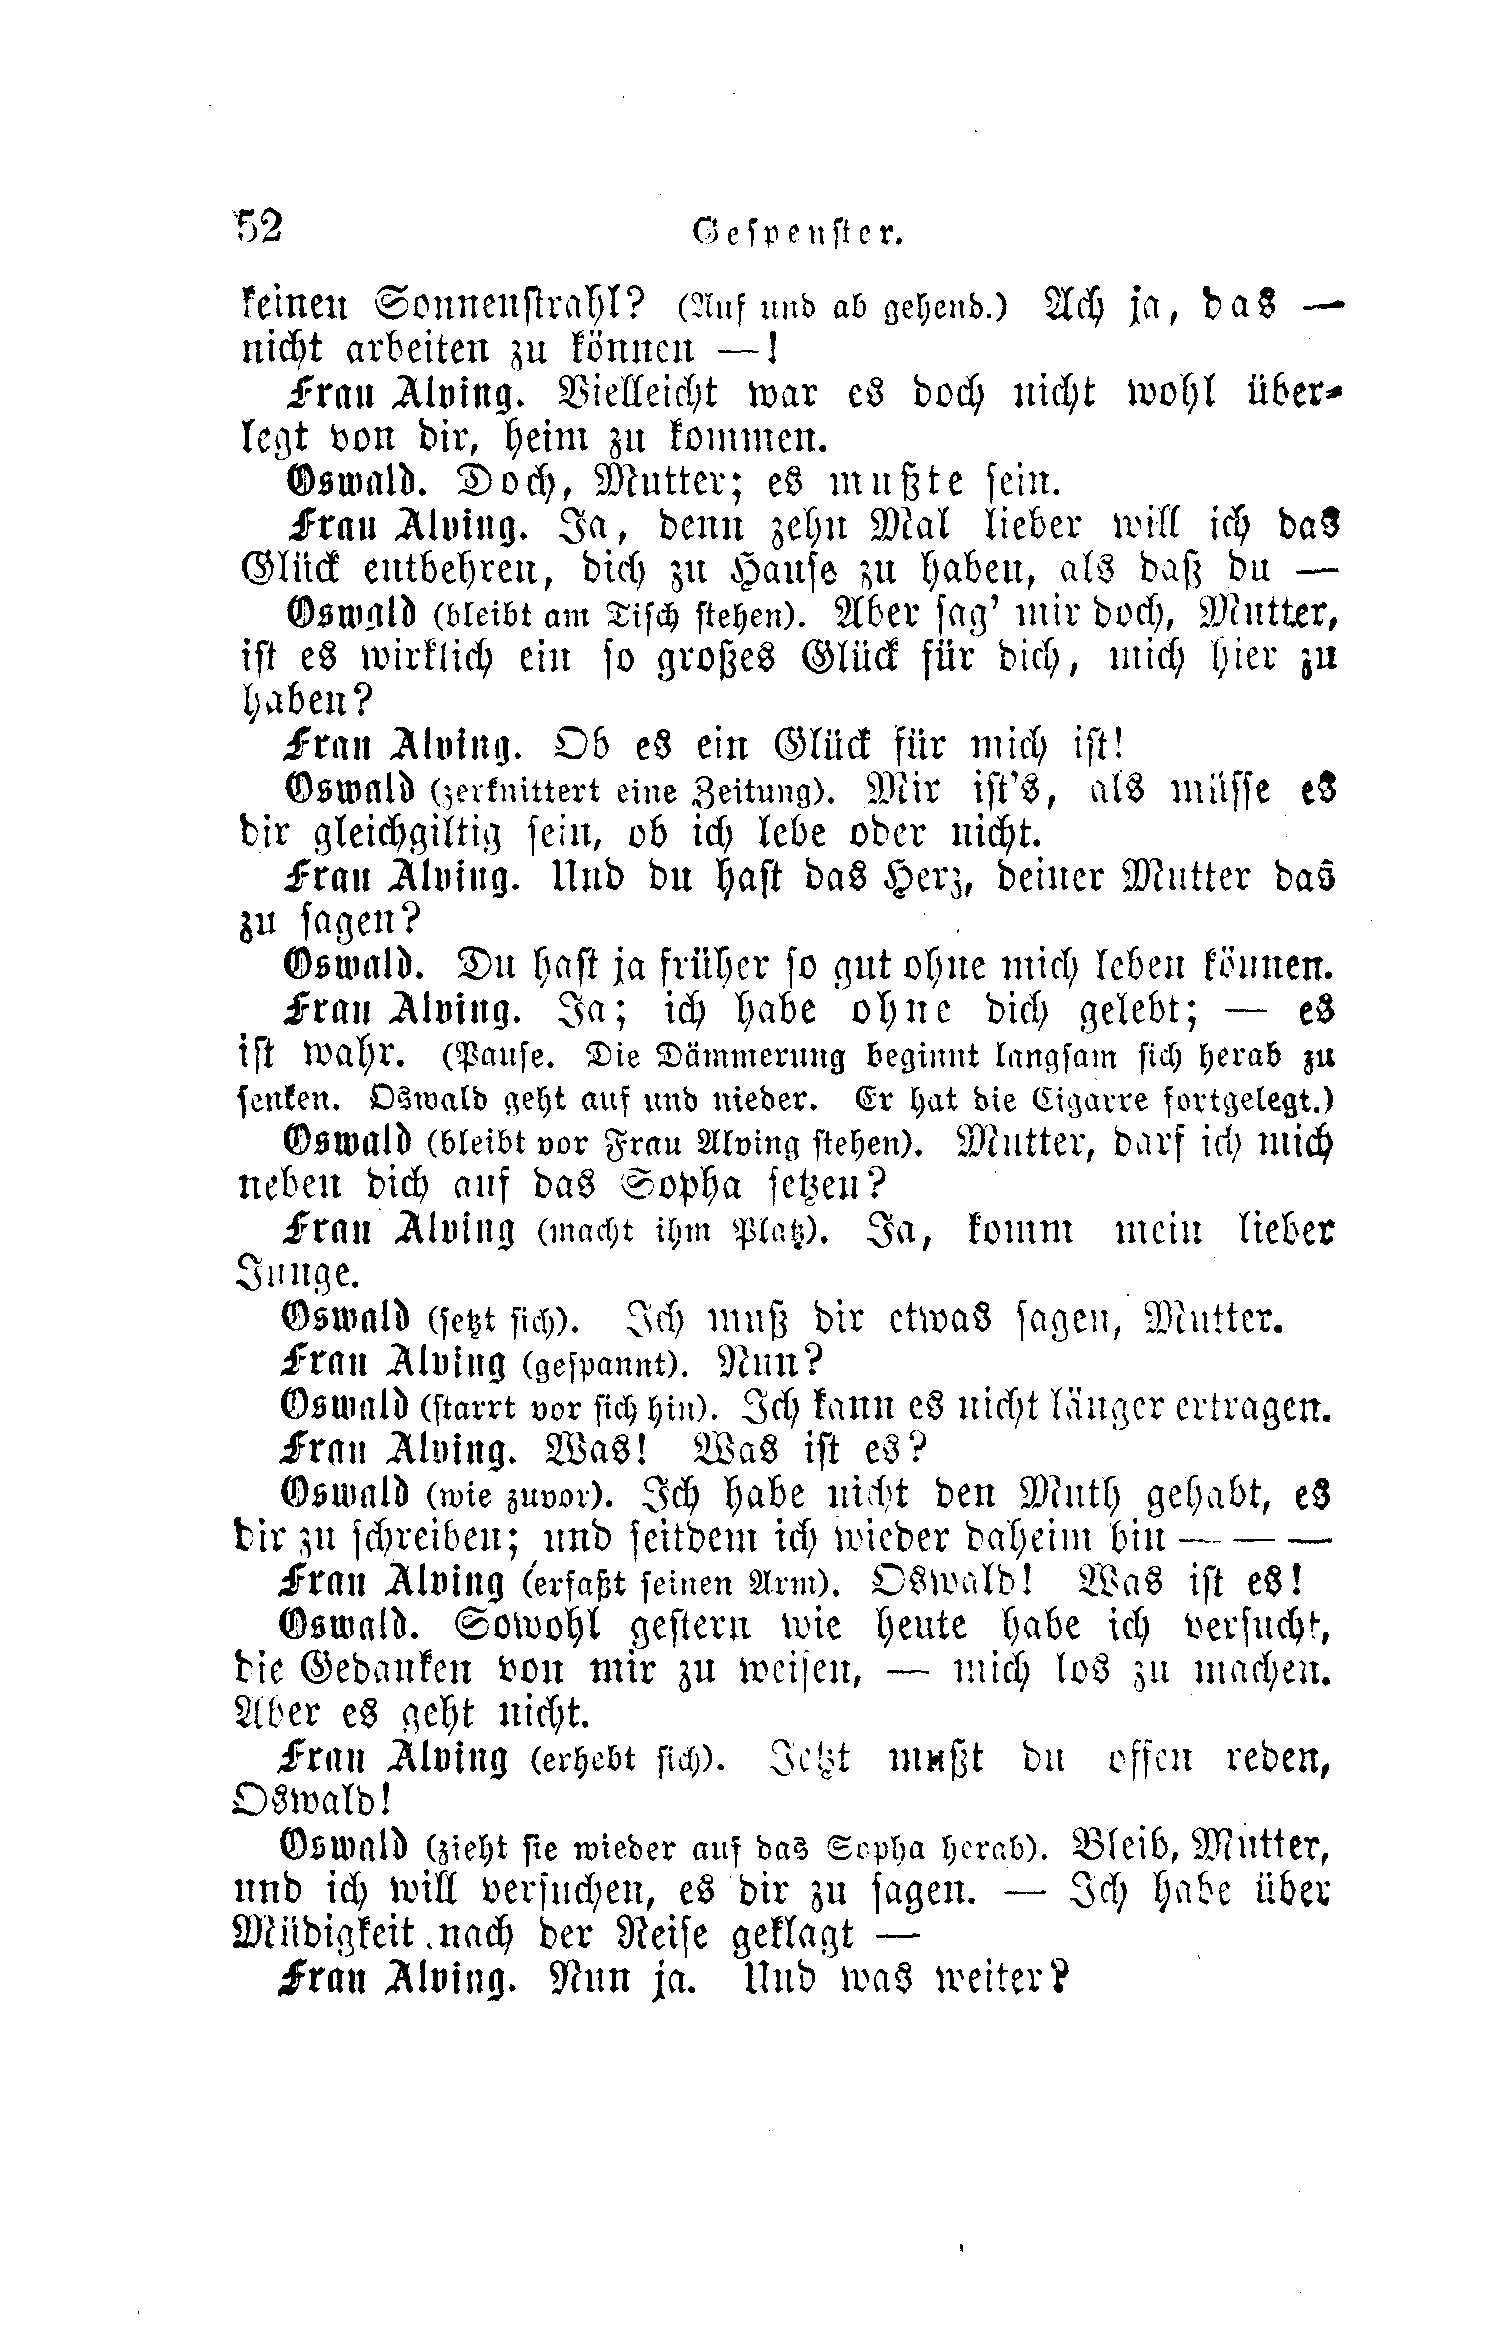 52
Gespenster.
keinen Sonnenstrahl? (Auf und ab gehend.) Ach ja, das —
nicht arbeiten zu können —!
Frau Alving. Vielleicht war es doch nicht wohl über-
legt von dir, heim zu kommen.
Oswald. Doch, Mutter; es mußte sein.
Frau Alving. Ja, denn zehn Mal lieber will ich das
Glück entbehren, dich zu Hause zu haben, als daß du —
Oswald (bleibt am Tisch stehen). Aber sag' mir doch, Mutter,
ist es wirklich ein so großes Glück für dich, mich hier zu
haben?
Frau Alving. Ob es ein Glück für mich ist!
Oswald (zerknittert eine Zeitung). Mir ist's, als müsse es
dir gleichgiltig sein, ob ich lebe oder nicht.
Frau Alving. Und du hast das Herz, deiner Mutter das
zu sagen?
Oswald. Du hast ja früher so gut ohne mich leben können.
Frau Alving. Ja; ich habe ohne dich gelebt; — es
ist wahr. (Pause. Die Dämmerung beginnt langsam sich herab zu
senken. Oswald geht auf und nieder. Er hat die Cigarre fortgelegt.)
Oswald (bleibt vor Frau Alving stehen). Mutter, darf ich mich
neben dich auf das Sopha setzen?
Frau Alving (macht ihm Platz). Ja, komm mein lieber
Junge.
Oswald (setzt sich). Ich muß dir etwas sagen, Mutter.
Frau Alving (gespannt). Nun?
Oswald (starrt vor sich hin). Ich kann es nicht länger ertragen.
Frau Alving. Was! Was ist es?
Oswald (wie zuvor). Ich habe nicht den Muth gehabt, es
dir zu schreiben; und seitdem ich wieder daheim bin — — —
Frau Alving (erfaßt seinen Arm). Oswald! Was ist es!
Oswald. Sowohl gestern wie heute habe ich versucht,
die Gedanken von mir zu weisen, — mich los zu machen.
Aber es geht nicht.
Frau Alving (erhebt sich). Jetzt mußt du offen reden,
Oswald!
Oswald (zieht sie wieder auf das Sopha herab). Bleib, Mutter,
und ich will versuchen, es dir zu sagen. — Ich habe über
Müdigkeit nach der Reise geklagt —
Frau Alving. Nun ja. Und was weiter?